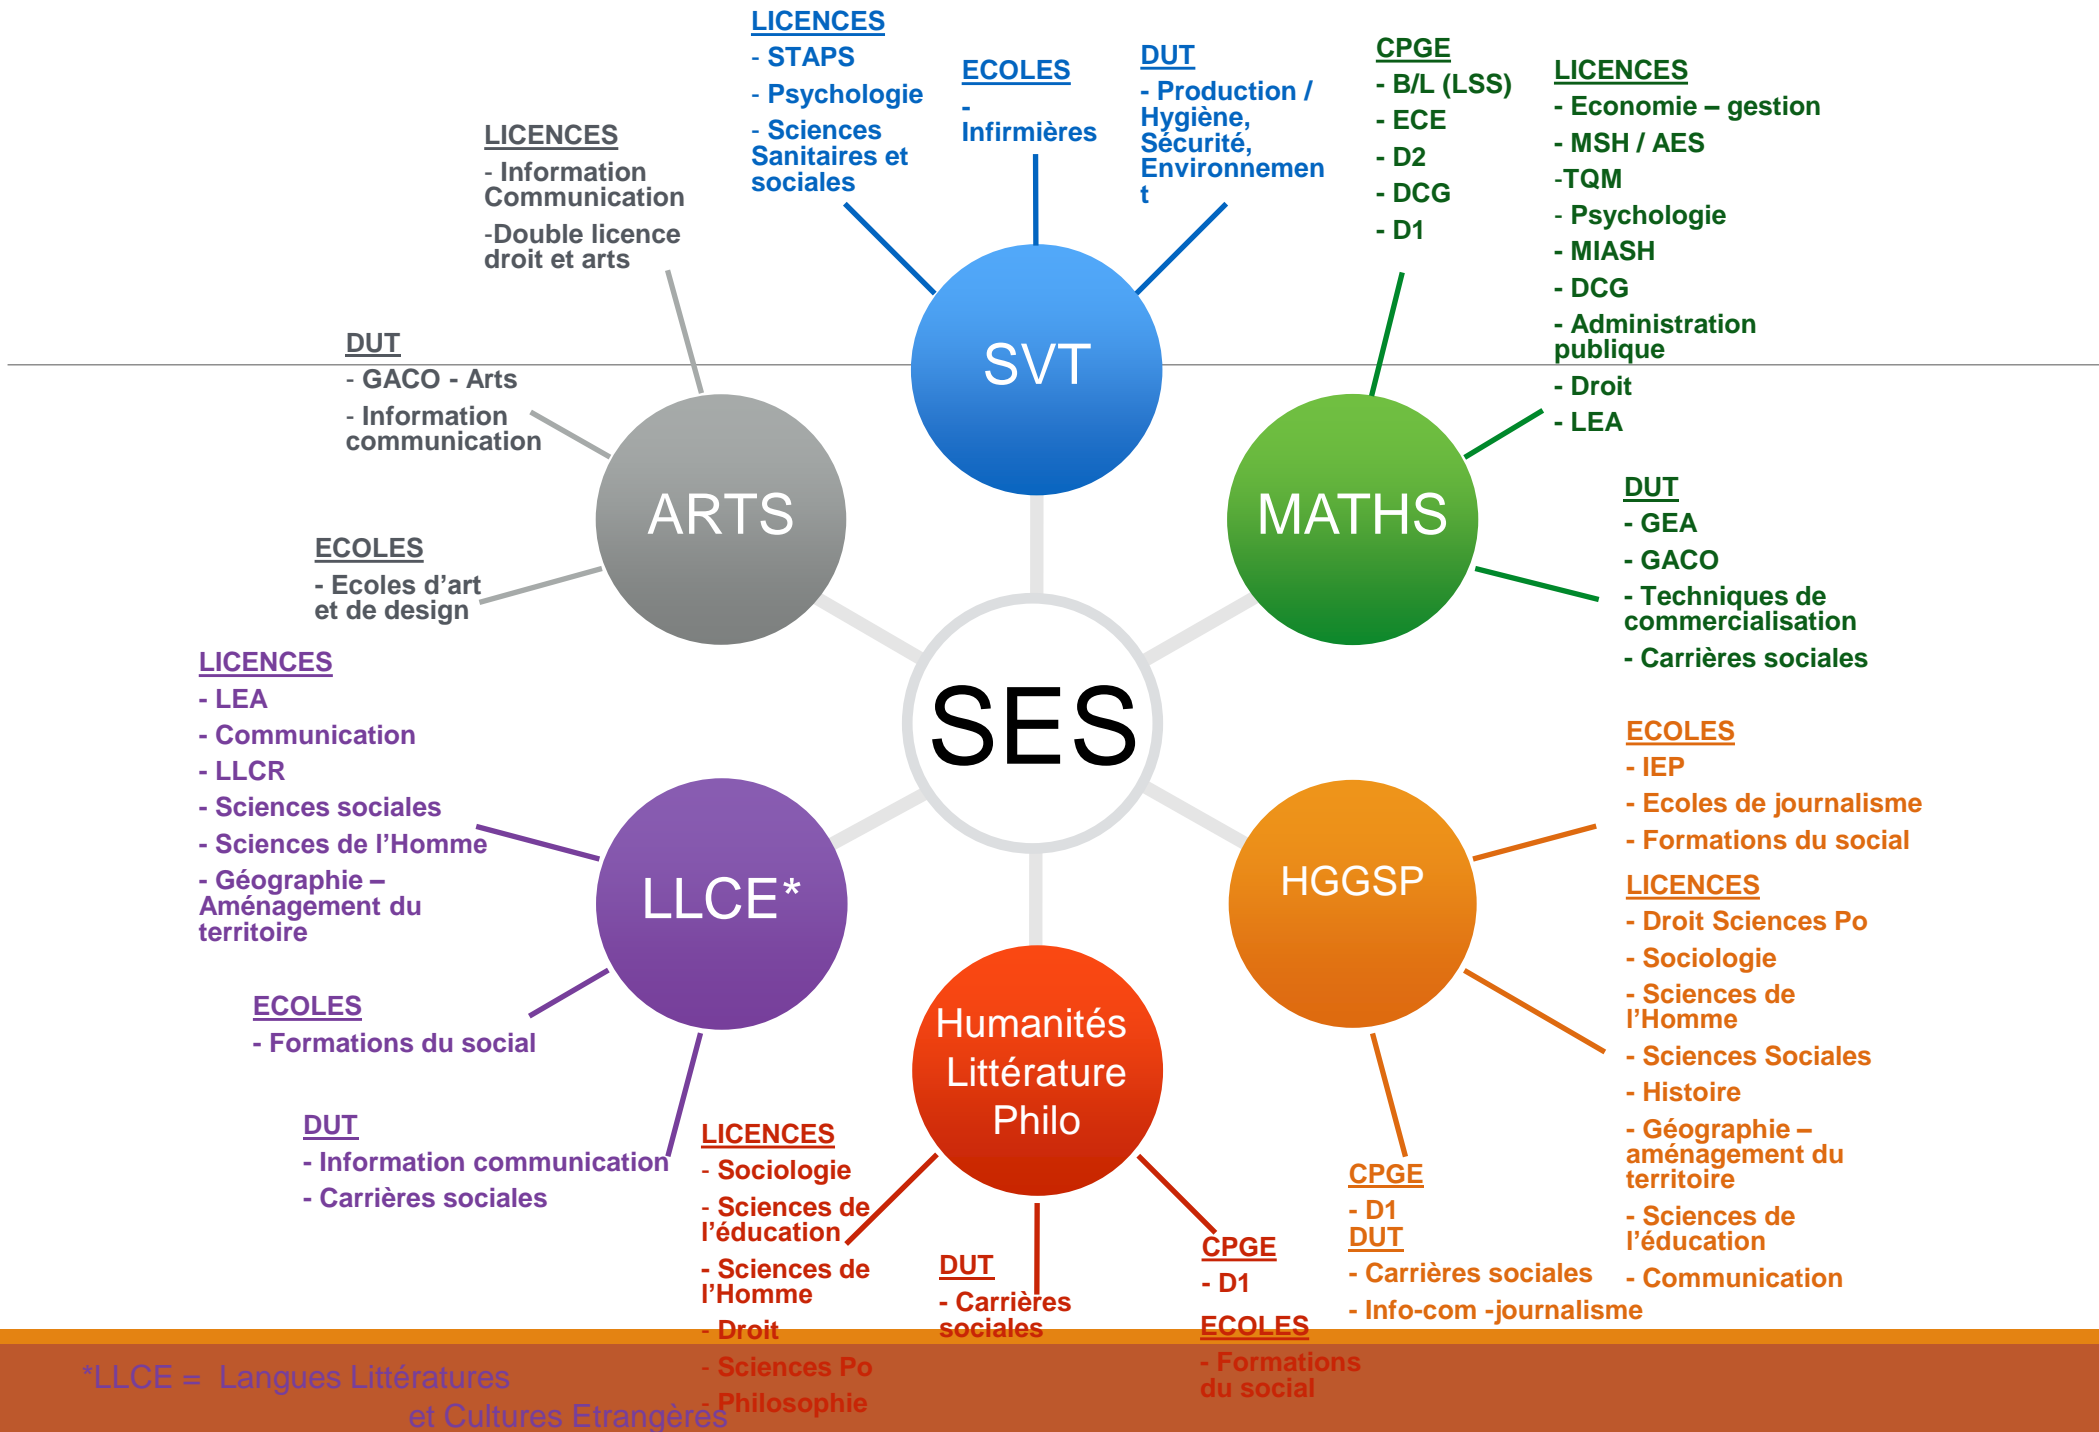 LICENCES
- STAPS
- Psychologie
- Sciences
Sanitaires et
sociales
ECOLES
-
Infirmières
DUT
- Production /
Hygiène,
Sécurité,
Environnemen
t
CPGE
- B/L (LSS)
- ECE
- D2
- DCG
- D1
LICENCES
- Economie – gestion
- MSH / AES
-TQM
- Psychologie
- MIASH
- DCG
- Administration
publique
- Droit
- LEA
LICENCES
- Information
Communication
-Double licence
droit et arts
DUT
- GACO - Arts
- Information
communication
ECOLES
- Ecoles d’art
et de design
SVT
ARTS
MATHS
DUT
- GEA
- GACO
- Techniques de
commercialisation
- Carrières sociales
SES
LICENCES
- LEA
- Communication
- LLCR
- Sciences sociales
- Sciences de l’Homme
- Géographie –
Aménagement du
territoire
LLCE*
HGGSP
ECOLES
- IEP
- Ecoles de journalisme
- Formations du social
LICENCES
- Droit Sciences Po
- Sociologie
- Sciences de
l’Homme
- Sciences Sociales
- Histoire
- Géographie –
aménagement du
territoire
- Sciences de
l’éducation
- Communication
ECOLES
- Formations du social
DUT
- Information communication
- Carrières sociales
Humanités
Littérature
Philo
LICENCES
- Sociologie
- Sciences de
l’éducation
- Sciences de
l’Homme
- Droit
- Sciences Po
- Philosophie
DUT
- Carrières
sociales
CPGE
- D1
ECOLES
- Formations
du social
CPGE
- D1
DUT
- Carrières sociales
- Info-com -journalisme
*LLCE = Langues Littératures
et Cultures Etrangères